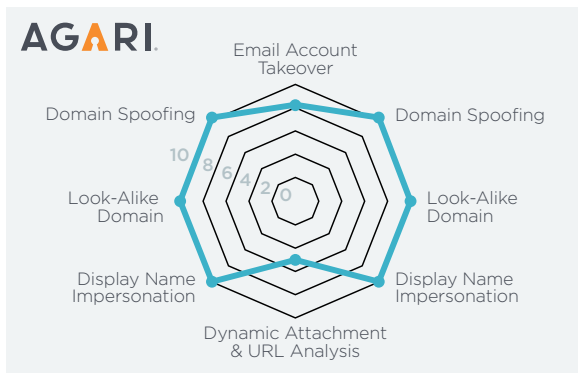 AGARI.
Email Account
Takeover
Domain Spoofing
Domain Spoofing
10 8 6 4 2 0
Look-Alike
Domain
Look-Alike
Domain
Display Name
Impersonation
Display Name
Impersonation
Dynamic Attachment
& URL Analysis